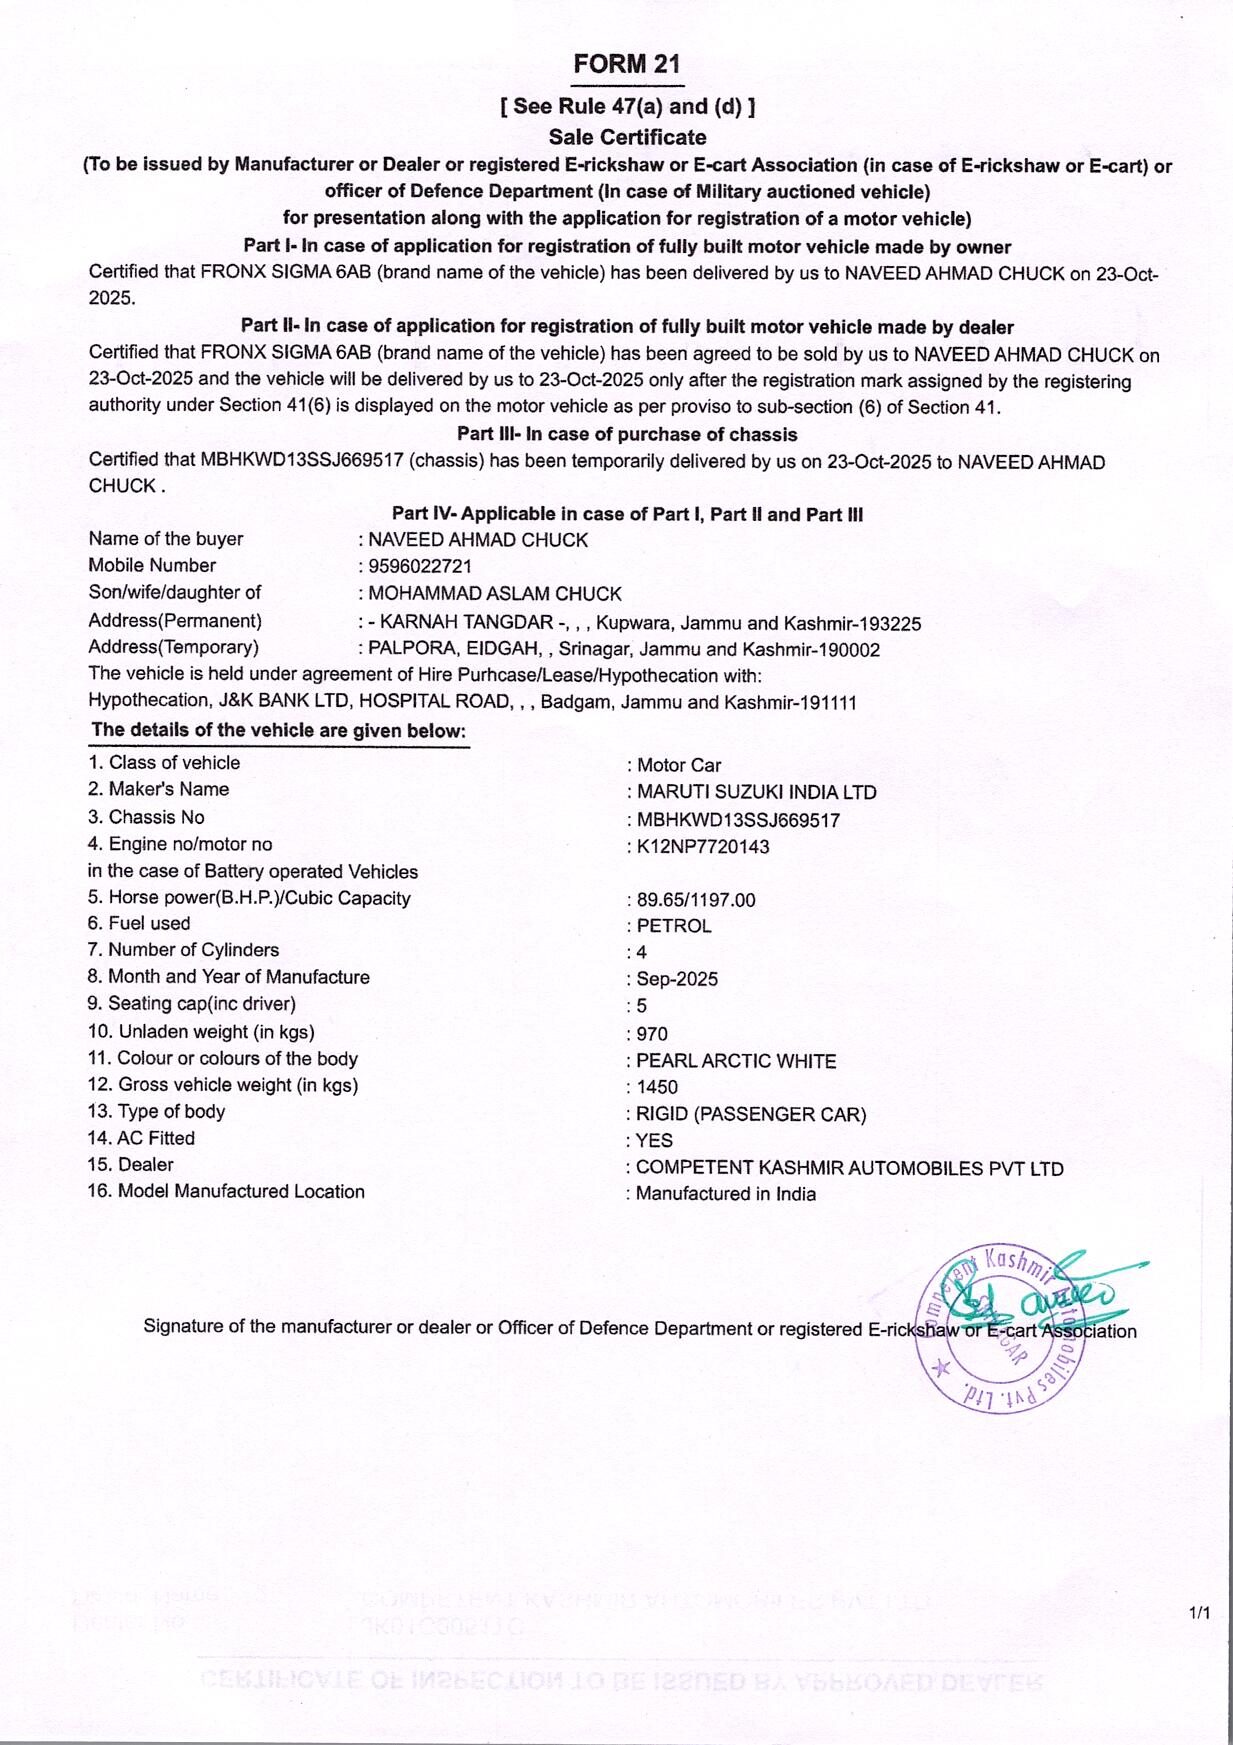 FORM 21
[ See Rule 47(a) and (d) ]
Sale Certificate
(To be issued by Manufacturer or Dealer or registered E-rickshaw or E-cart Association (in case of E-rickshaw or E-cart) or
officer of Defence Department (In case of Military auctioned vehicle)
for presentation along with the application for registration of a motor vehicle)
Part I- In case of application for registration of fully built motor vehicle made by owner
Certified that FRONX SIGMA 6AB (brand name of the vehicle) has been delivered by us to NAVEED AHMAD CHUCK on 23-Oct-
2025.
Part II- In case of application for registration of fully built motor vehicle made by dealer
Certified that FRONX SIGMA 6AB (brand name of the vehicle) has been agreed to be sold by us to NAVEED AHMAD CHUCK on
23-Oct-2025 and the vehicle will be delivered by us to 23-Oct-2025 only after the registration mark assigned by the registering
authority under Section 41(6) is displayed on the motor vehicle as per proviso to sub-section (6) of Section 41.
Part III- In case of purchase of chassis
Certified that MBHKWD13SSJ669517 (chassis) has been temporarily delivered by us on 23-Oct-2025 to NAVEED AHMAD
CHUCK .
Part IV- Applicable in case of Part I, Part II and Part III
Name of the buyer : NAVEED AHMAD CHUCK
Mobile Number : 9596022721
Son/wife/daughter of : MOHAMMAD ASLAM CHUCK
Address(Permanent) : - KARNAH TANGDAR -, , , Kupwara, Jammu and Kashmir-193225
Address(Temporary) : PALPORA, EIDGAH, , Srinagar, Jammu and Kashmir-190002
The vehicle is held under agreement of Hire Purhcase/Lease/Hypothecation with:
Hypothecation, J&K BANK LTD, HOSPITAL ROAD, , , Badgam, Jammu and Kashmir-191111
The details of the vehicle are given below:
1. Class of vehicle : Motor Car
2. Maker's Name : MARUTI SUZUKI INDIA LTD
3. Chassis No : MBHKWD13SSJ669517
4. Engine no/motor no : K12NP7720143
in the case of Battery operated Vehicles
5. Horse power(B.H.P.)/Cubic Capacity : 89.65/1197.00
6. Fuel used : PETROL
7. Number of Cylinders : 4
8. Month and Year of Manufacture : Sep-2025
9. Seating cap(inc driver) : 5
10. Unladen weight (in kgs) : 970
11. Colour or colours of the body : PEARL ARCTIC WHITE
12. Gross vehicle weight (in kgs) : 1450
13. Type of body : RIGID (PASSENGER CAR)
14. AC Fitted : YES
15. Dealer : COMPETENT KASHMIR AUTOMOBILES PVT LTD
16. Model Manufactured Location : Manufactured in India
Competent Kashmir Automobiles Pvt. Ltd.
SRINAGAR
Signature of the manufacturer or dealer or Officer of Defence Department or registered E-rickshaw or E-cart Association
1/1
COMPETENT KASHMIR AUTOMOBILES PVT LTD
CERTIFICATE OF INSPECTION TO BE ISSUED BY APPROVED DEALER